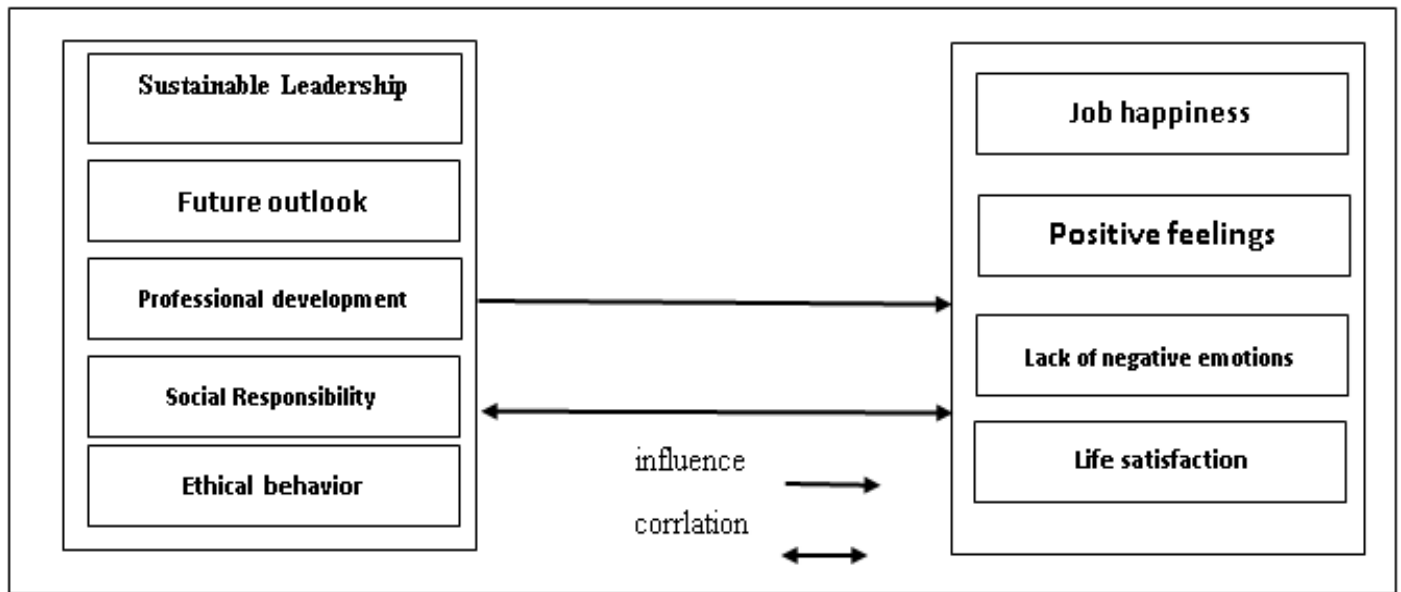 Sustainable Leadership
Future outlook
Professional development
Social Responsibility
Ethical behavior
influence
corrlation
Job happiness
Positive feelings
Lack of negative emotions
Life satisfaction